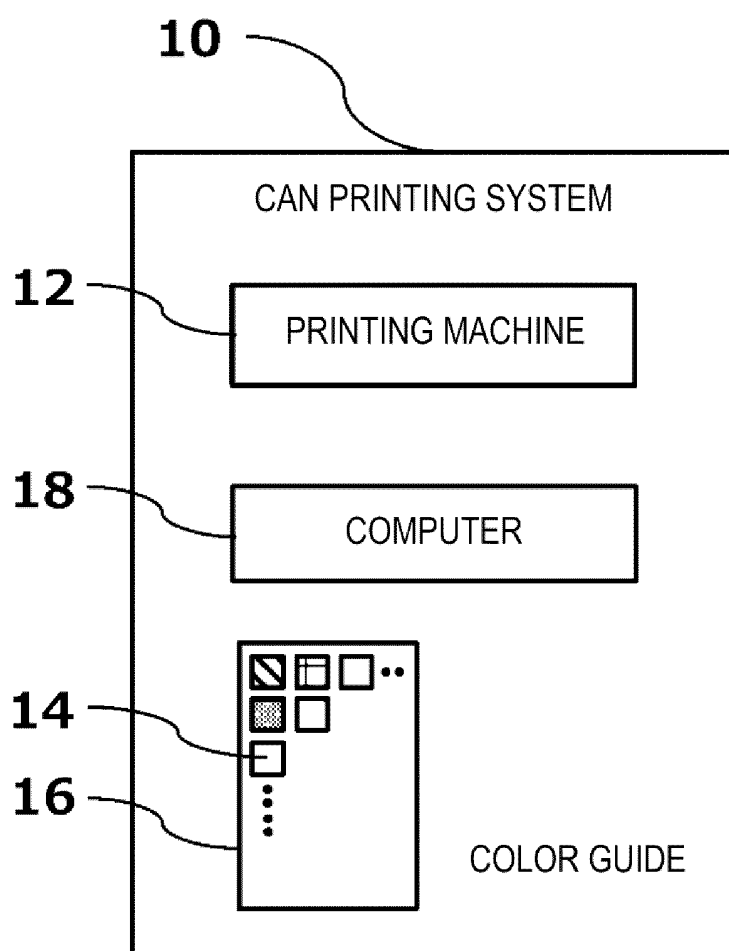 10
CAN PRINTING SYSTEM
12
PRINTING MACHINE
18
COMPUTER
14
16
COLOR GUIDE